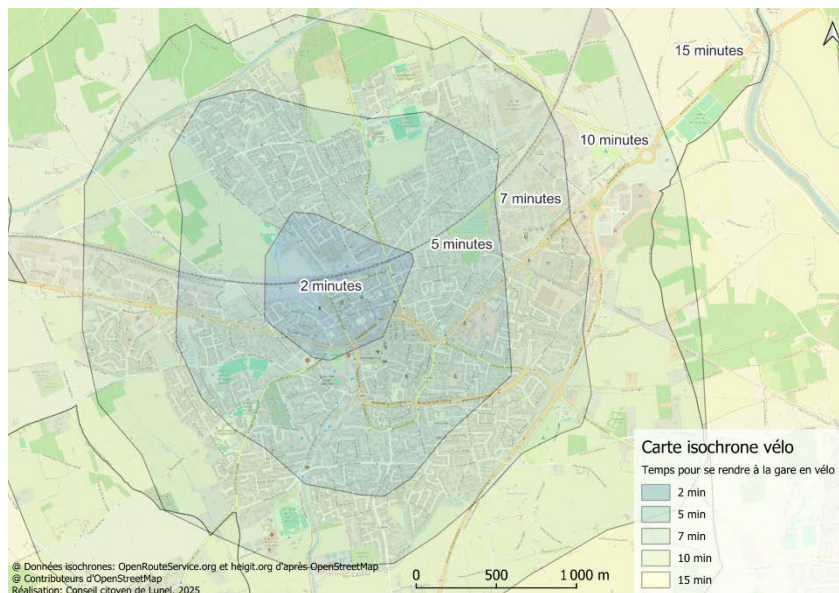 15 minutes
10 minutes
7 minutes
5 minutes
2 minutes
Carte isochrone vélo
Temps pour se rendre à la gare en vélo
2 min
5 min
7 min
10 min
15 min
@ Données isochrones: OpenRouteService.org et heigit.org d'après OpenStreetMap
@ Contributeurs d'OpenStreetMap
Réalisation: Conseil citoyen de Lunel, 2025
0 500 1 000 m